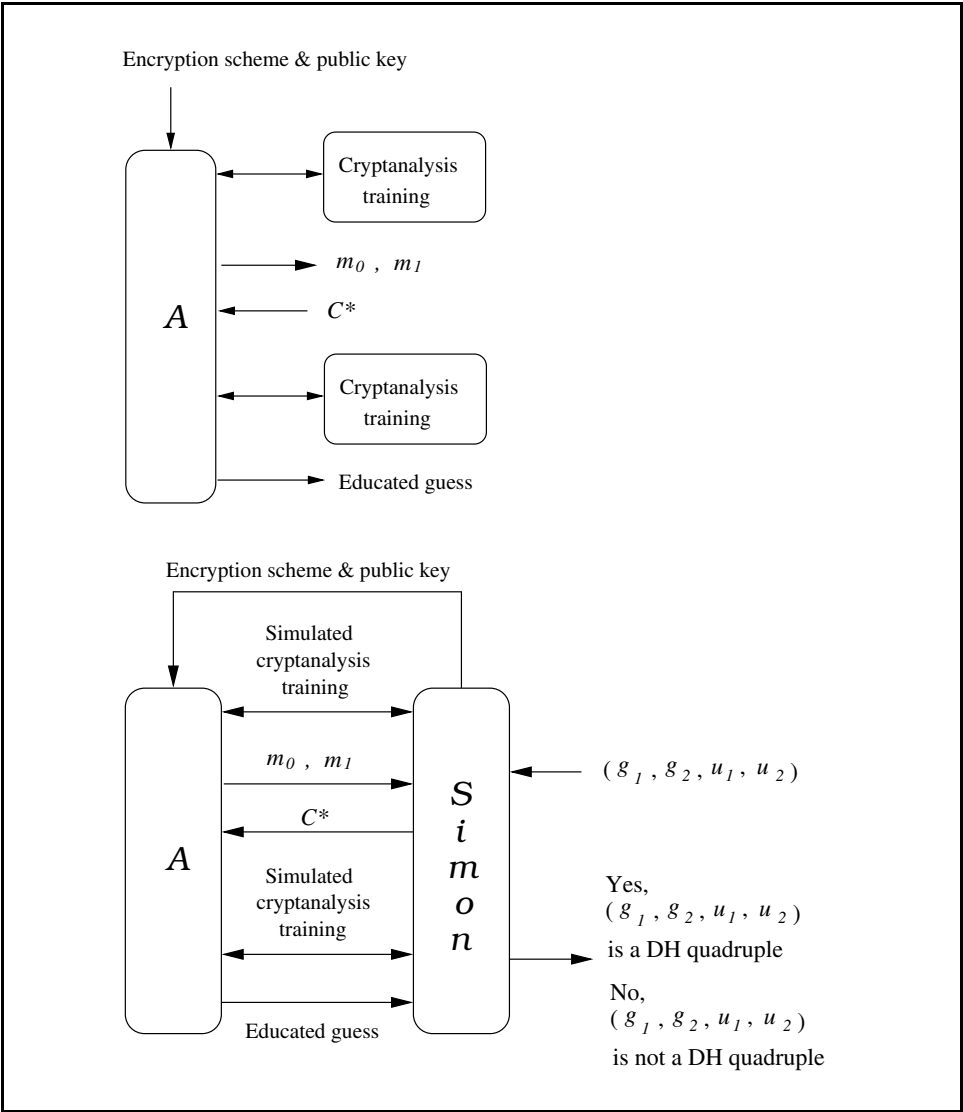 Encryption scheme & public key
Cryptanalysis
training
m0 , m1
A
C*
Cryptanalysis
training
Educated guess
Encryption scheme & public key
Simulated
cryptanalysis
training
m0 , m1
C*
A
Simon
( g1 , g2 , u1 , u2 )
Simulated
cryptanalysis
training
Educated guess
Yes,
( g1 , g2 , u1 , u2 )
is a DH quadruple
No,
( g1 , g2 , u1 , u2 )
is not a DH quadruple